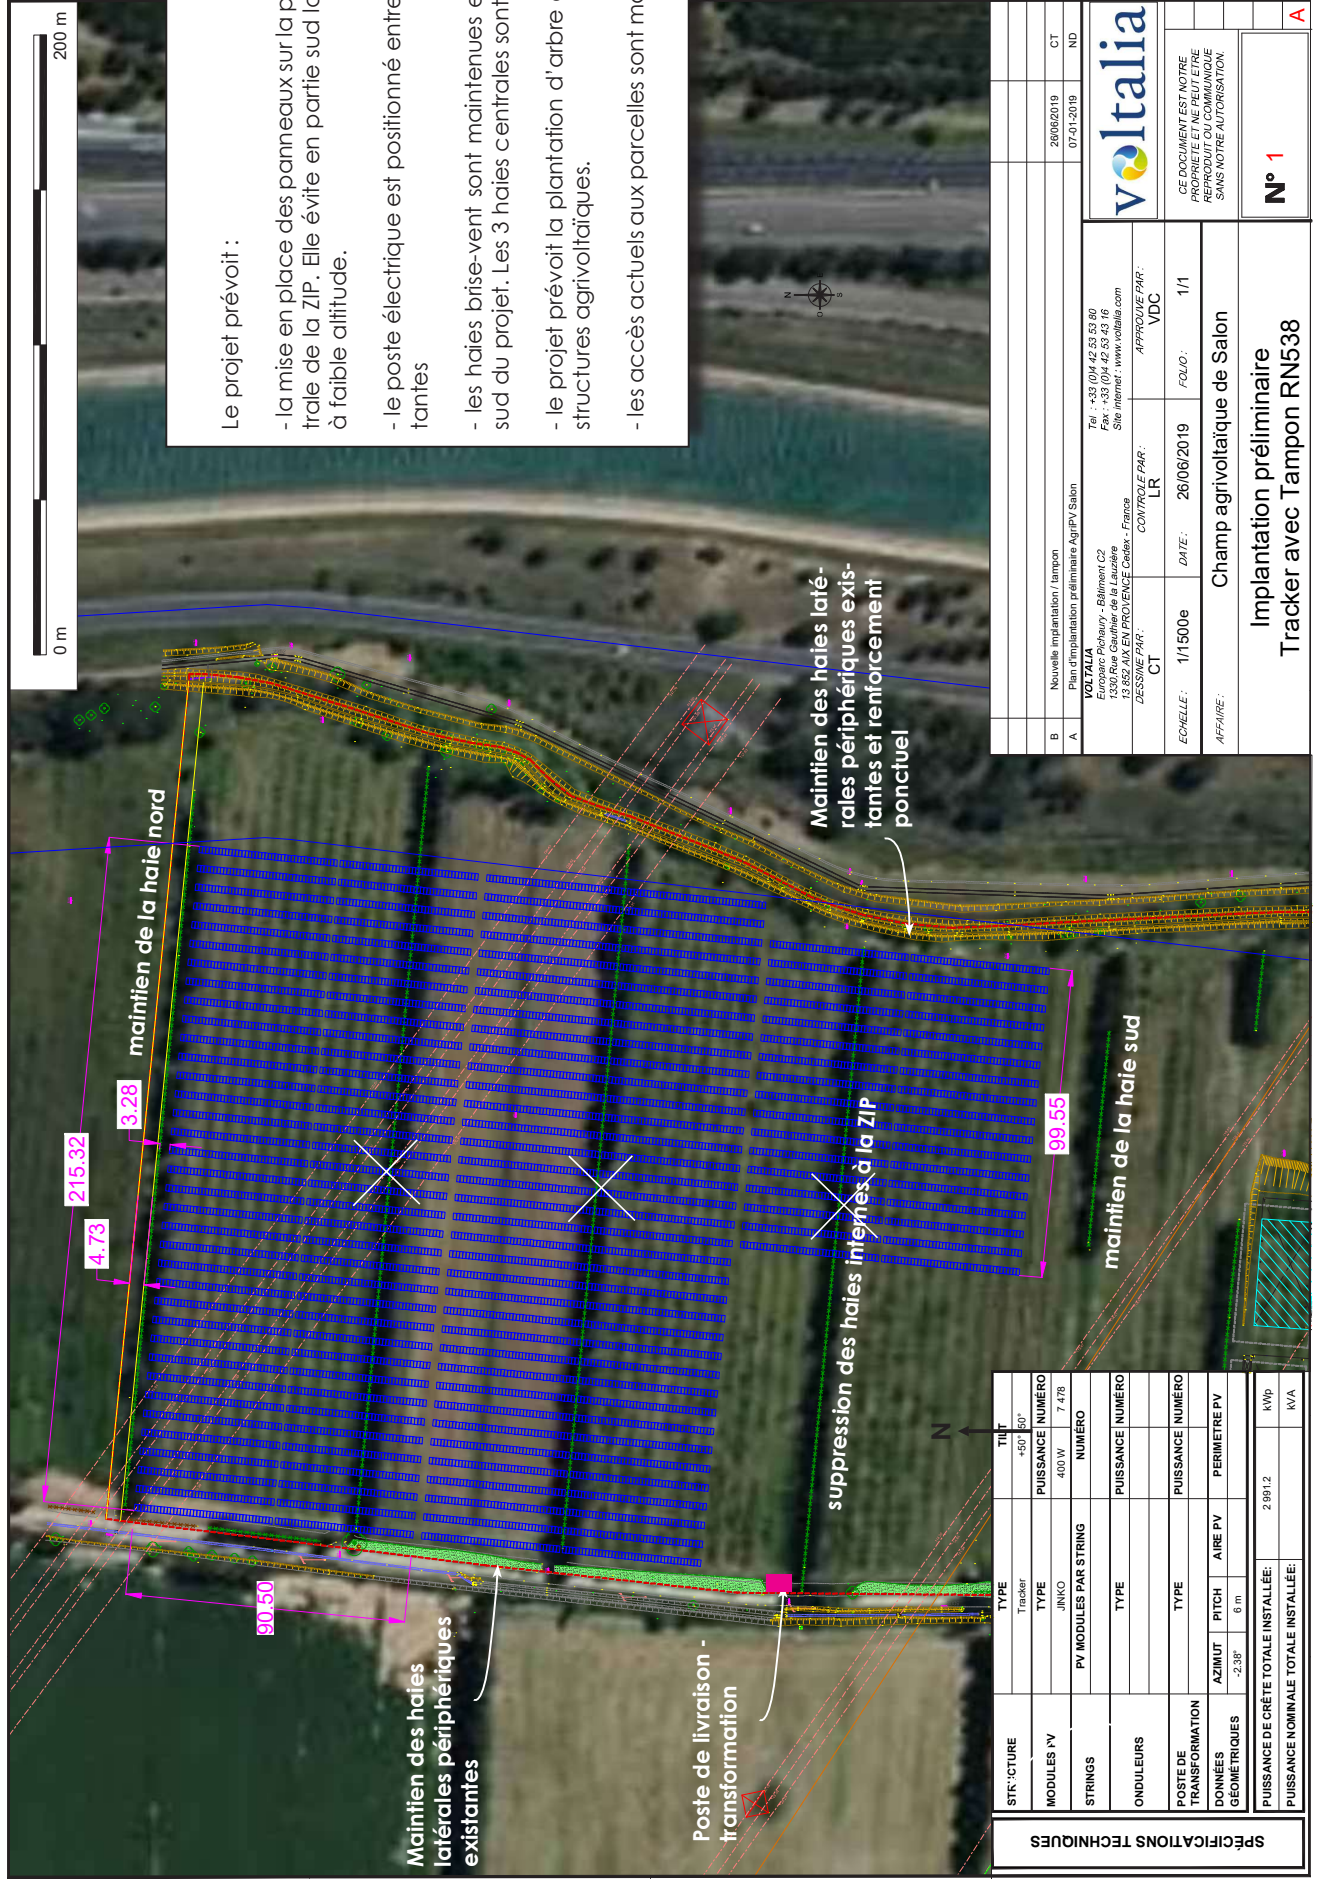 0 m
200 m
Le projet prévoit :
- la mise en place des panneaux sur la p
trale de la ZIP. Elle évite en partie sud la
à faible altitude.
- le poste électrique est positionné entre
tantes
- les haies brise-vent sont maintenues e
sud du projet. Les 3 haies centrales sont
- le projet prévoit la plantation d'arbre
structures agrivoltaïques.
- les accès actuels aux parcelles sont ma
215.32
4.73
3.28
90.50
99.55
maintien de la haie nord
Maintien des haies
latérales périphériques
existantes
Poste de livraison -
transformation
suppression des haies internes à la ZIP
maintien de la haie sud
Maintien des haies laté-
rales périphériques exis-
tantes et renforcement
ponctuel
N
N
S
O
SPÉCIFICATIONS TECHNIQUES
STRUCTURE
TYPE
TILT
Tracker
+50° 50°
MODULES PV
TYPE
PUISSANCE
NUMÉRO
JINKO
400 W
7 478
STRINGS
PV MODULES PAR STRING
NUMÉRO
ONDULEURS
TYPE
PUISSANCE
NUMÉRO
POSTE DE
TRANSFORMATION
TYPE
PUISSANCE
NUMÉRO
DONNÉES
GÉOMÉTRIQUES
AZIMUT
PITCH
AIRE PV
PERIMETRE PV
-2.38°
6 m
PUISSANCE DE CRÊTE TOTALE INSTALLÉE:
2 991.2
kWp
PUISSANCE NOMINALE TOTALE INSTALLÉE:
kVA
B
Nouvelle implantation / tampon
26/06/2019
CT
A
Plan d'implantation préliminaire AgriPV Salon
07-01-2019
ND
VOLTALIA
Europarc Pichaury - Bâtiment C2
1330,Rue Gauthier de la Lauzière
13 852 AIX EN PROVENCE Cedex - France
Tel : +33 (0)4 42 53 53 80
Fax : +33 (0)4 42 53 43 16
Site internet : www.voltalia.com
voltalia
DESSINE PAR :
CT
CONTROLE PAR :
LR
APPROUVE PAR :
VDC
CE DOCUMENT EST NOTRE
PROPRIETE ET NE PEUT ETRE
REPRODUIT OU COMMUNIQUE
SANS NOTRE AUTORISATION.
ECHELLE :
1/1500e
DATE :
26/06/2019
FOLIO :
1/1
AFFAIRE :
Champ agrivoltaïque de Salon
Implantation préliminaire
Tracker avec Tampon RN538
N° 1
A